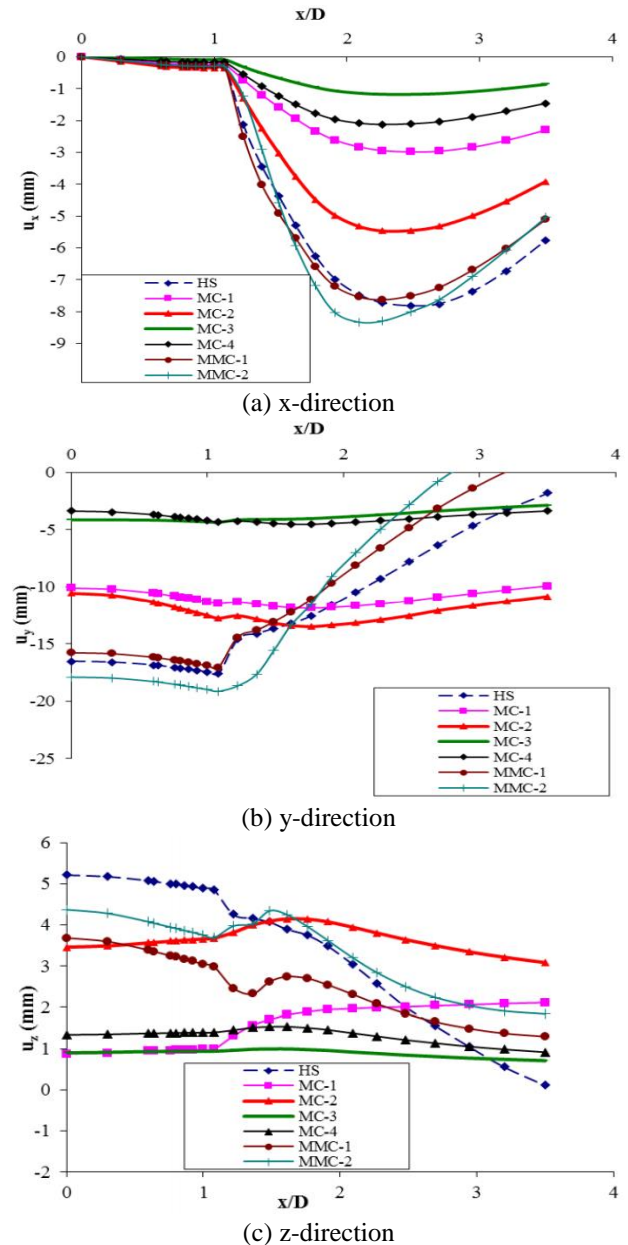 x/D
0 1 2 3 4
0
-1
-2
-3
-4
-5
-6
-7
-8
-9
u_x (mm)
HS
MC-1
MC-2
MC-3
MC-4
MMC-1
MMC-2
(a) x-direction
x/D
0 1 2 3 4
0
-5
-10
-15
-20
-25
u_y (mm)
HS
MC-1
MC-2
MC-3
MC-4
MMC-1
MMC-2
(b) y-direction
6
5
4
3
2
1
0
-1
-2
u_z (mm)
HS
MC-1
MC-2
MC-3
MC-4
MMC-1
MMC-2
0 1 2 3 4
x/D
(c) z-direction